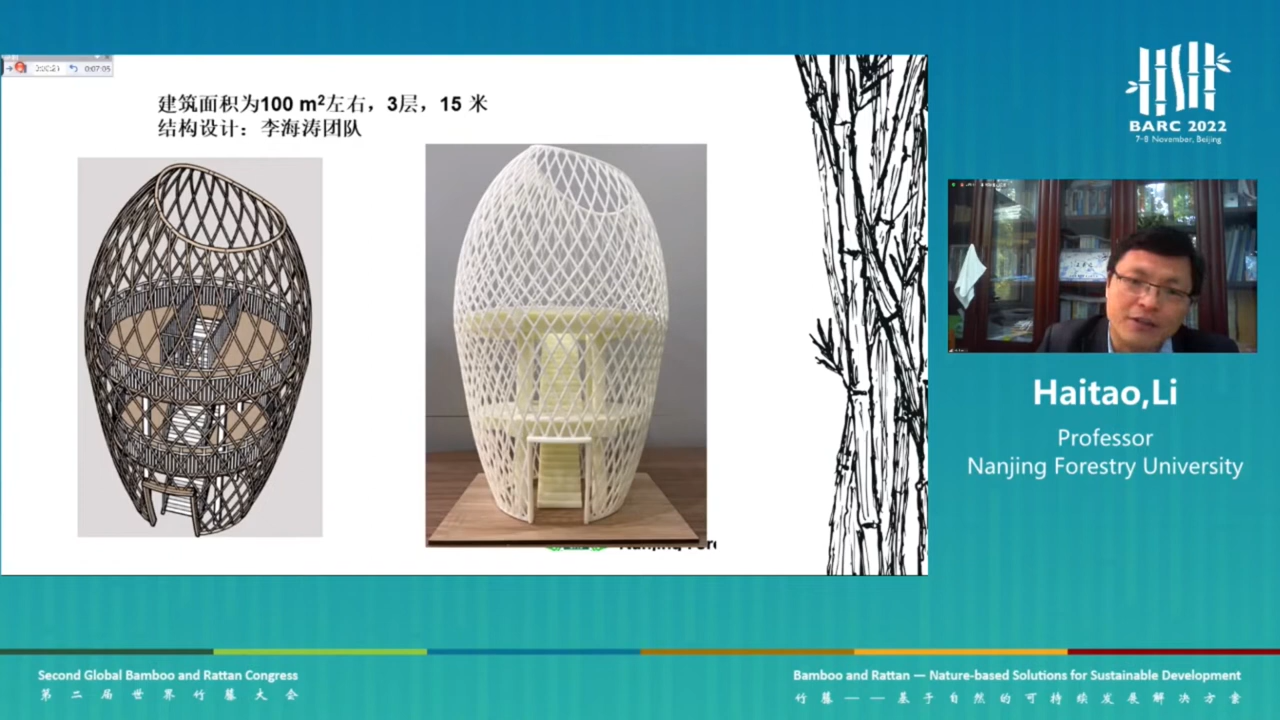 0:07:05
建筑面积为100 m²左右，3层，15 米
结构设计：李海涛团队
BARC 2022
7–8 November, Beijing
Haitao,Li
Professor
Nanjing Forestry University
Second Global Bamboo and Rattan Congress
第二届世界竹藤大会
Bamboo and Rattan — Nature-based Solutions for Sustainable Development
竹藤——基于自然的可持续发展解决方案